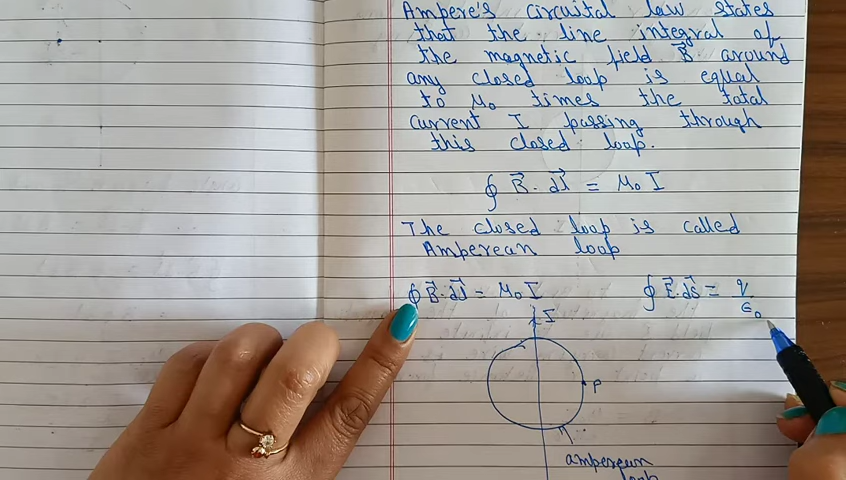 Ampere's circuital law states
that the line integral of
the magnetic field B⃗ around
any closed loop is equal
to μ₀ times the total
current I passing through
this closed loop.
∮ B⃗ . dl⃗ = μ₀ I
The closed loop is called
Amperean loop
∮ B⃗ . dl⃗ = μ₀ I
∮ E⃗ . ds⃗ = q/ε₀
I
P
amperean
loop